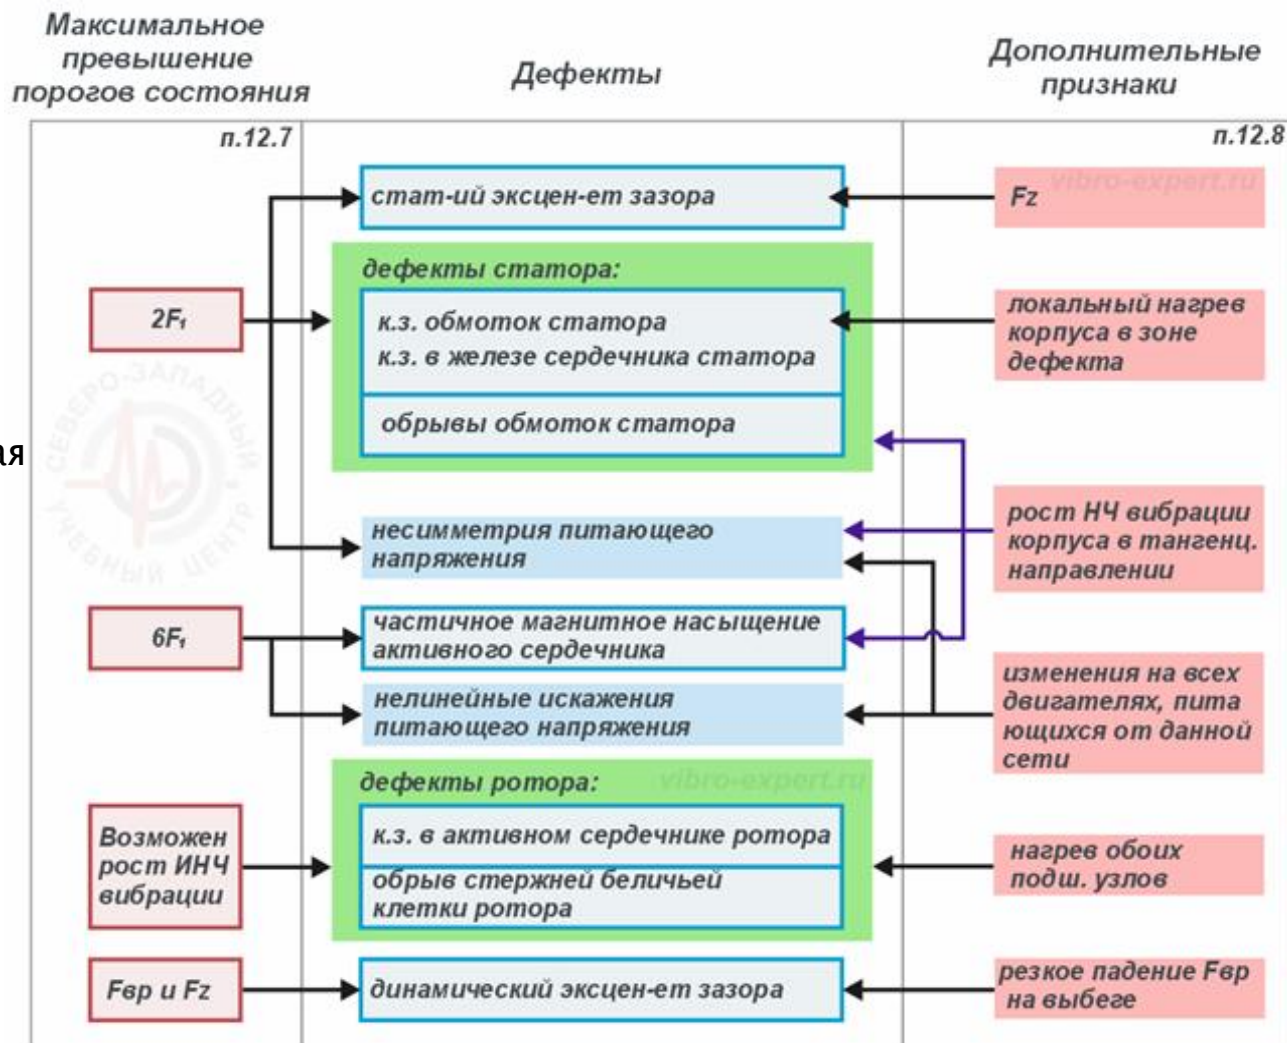 Максимальное
превышение
порогов состояния
Дефекты
Дополнительные
признаки
п.12.7
п.12.8
стат-ий эксцен-ет зазора
vibro-expert.ru
Fz
дефекты статора:
2F₁
к.з. обмоток статора
к.з. в железе сердечника статора
обрывы обмоток статора
локальный нагрев
корпуса в зоне
дефекта
ая
СЕВЕРО-ЗАПАДНЫЙ
УЧЕБНЫЙ ЦЕНТР
несимметрия питающего
напряжения
рост НЧ вибрации
корпуса в тангенц.
направлении
6F₁
частичное магнитное насыщение
активного сердечника
нелинейные искажения
питающего напряжения
изменения на всех
двигателях, пита
ющихся от данной
сети
дефекты ротора:
vibro-expert.ru
Возможен
рост ИНЧ
вибрации
к.з. в активном сердечнике ротора
обрыв стержней беличьей
клетки ротора
нагрев обоих
подш. узлов
Fвр и Fz
динамический эксцен-ет зазора
резкое падение Fвр
на выбеге